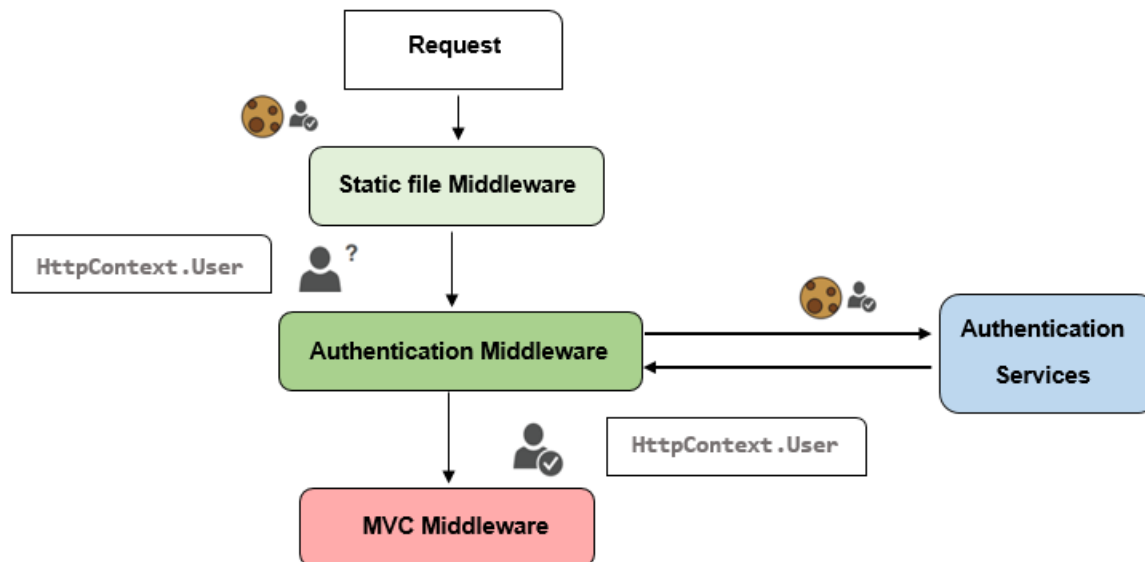 Request
Static file Middleware
HttpContext.User
?
Authentication Middleware
Authentication
Services
HttpContext.User
MVC Middleware